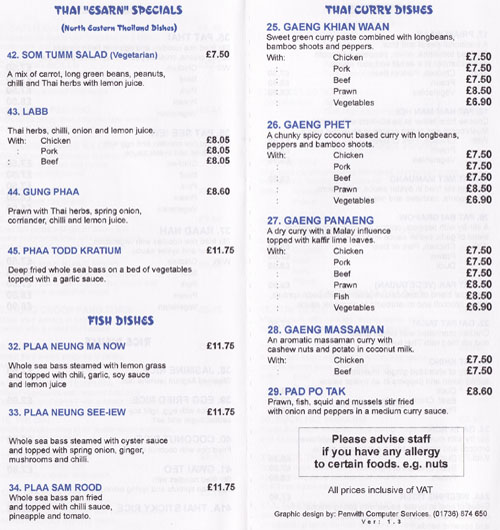 THAI "ESARN" SPECIALS
(North Eastern Thailand Dishes)
42. SOM TUMM SALAD (Vegetarian) £7.50
A mix of carrot, long green beans, peanuts,
chilli and Thai herbs with lemon juice.
43. LABB
Thai herbs, chilli, onion and lemon juice.
With: Chicken £8.05
: Pork £8.05
: Beef £8.05
44. GUNG PHAA £8.60
Prawn with Thai herbs, spring onion,
corriander, chilli and lemon juice.
45. PHAA TODD KRATIUM £11.75
Deep fried whole sea bass on a bed of vegetables
topped with a garlic sauce.
FISH DISHES
32. PLAA NEUNG MA NOW £11.75
Whole sea bass steamed with lemon grass
and topped with chili, garlic, soy sauce
and lemon juice
33. PLAA NEUNG SEE-IEW £11.75
Whole sea bass steamed with oyster sauce
and topped with spring onion, ginger,
mushrooms and chilli.
34. PLAA SAM ROOD £11.75
Whole sea bass pan fried
and topped with chilli sauce,
pineapple and tomato.
THAI CURRY DISHES
25. GAENG KHIAN WAAN
Sweet green curry paste combined with longbeans,
bamboo shoots and peppers.
With: Chicken £7.50
: Pork £7.50
: Beef £7.50
: Prawn £8.50
: Vegetables £6.90
26. GAENG PHET
A chunky spicy coconut based curry with longbeans,
peppers and bamboo shoots.
With: Chicken £7.50
: Pork £7.50
: Beef £7.50
: Prawn £8.50
: Vegetables £6.90
27. GAENG PANAENG
A dry curry with a Malay influence
topped with kaffir lime leaves.
With: Chicken £7.50
: Pork £7.50
: Beef £7.50
: Prawn £8.50
: Fish £8.50
: Vegetables £6.90
28. GAENG MASSAMAN
An aromatic massaman curry with
cashew nuts and potato in coconut milk.
With: Chicken £7.50
: Beef £7.50
29. PAD PO TAK £8.60
Prawn, fish, squid and mussels stir fried
with onion and peppers in a medium curry sauce.
Please advise staff
if you have any allergy
to certain foods. e.g. nuts
All prices inclusive of VAT
Graphic design by: Penwith Computer Services. (01736) 874 650
Ver: 1.3